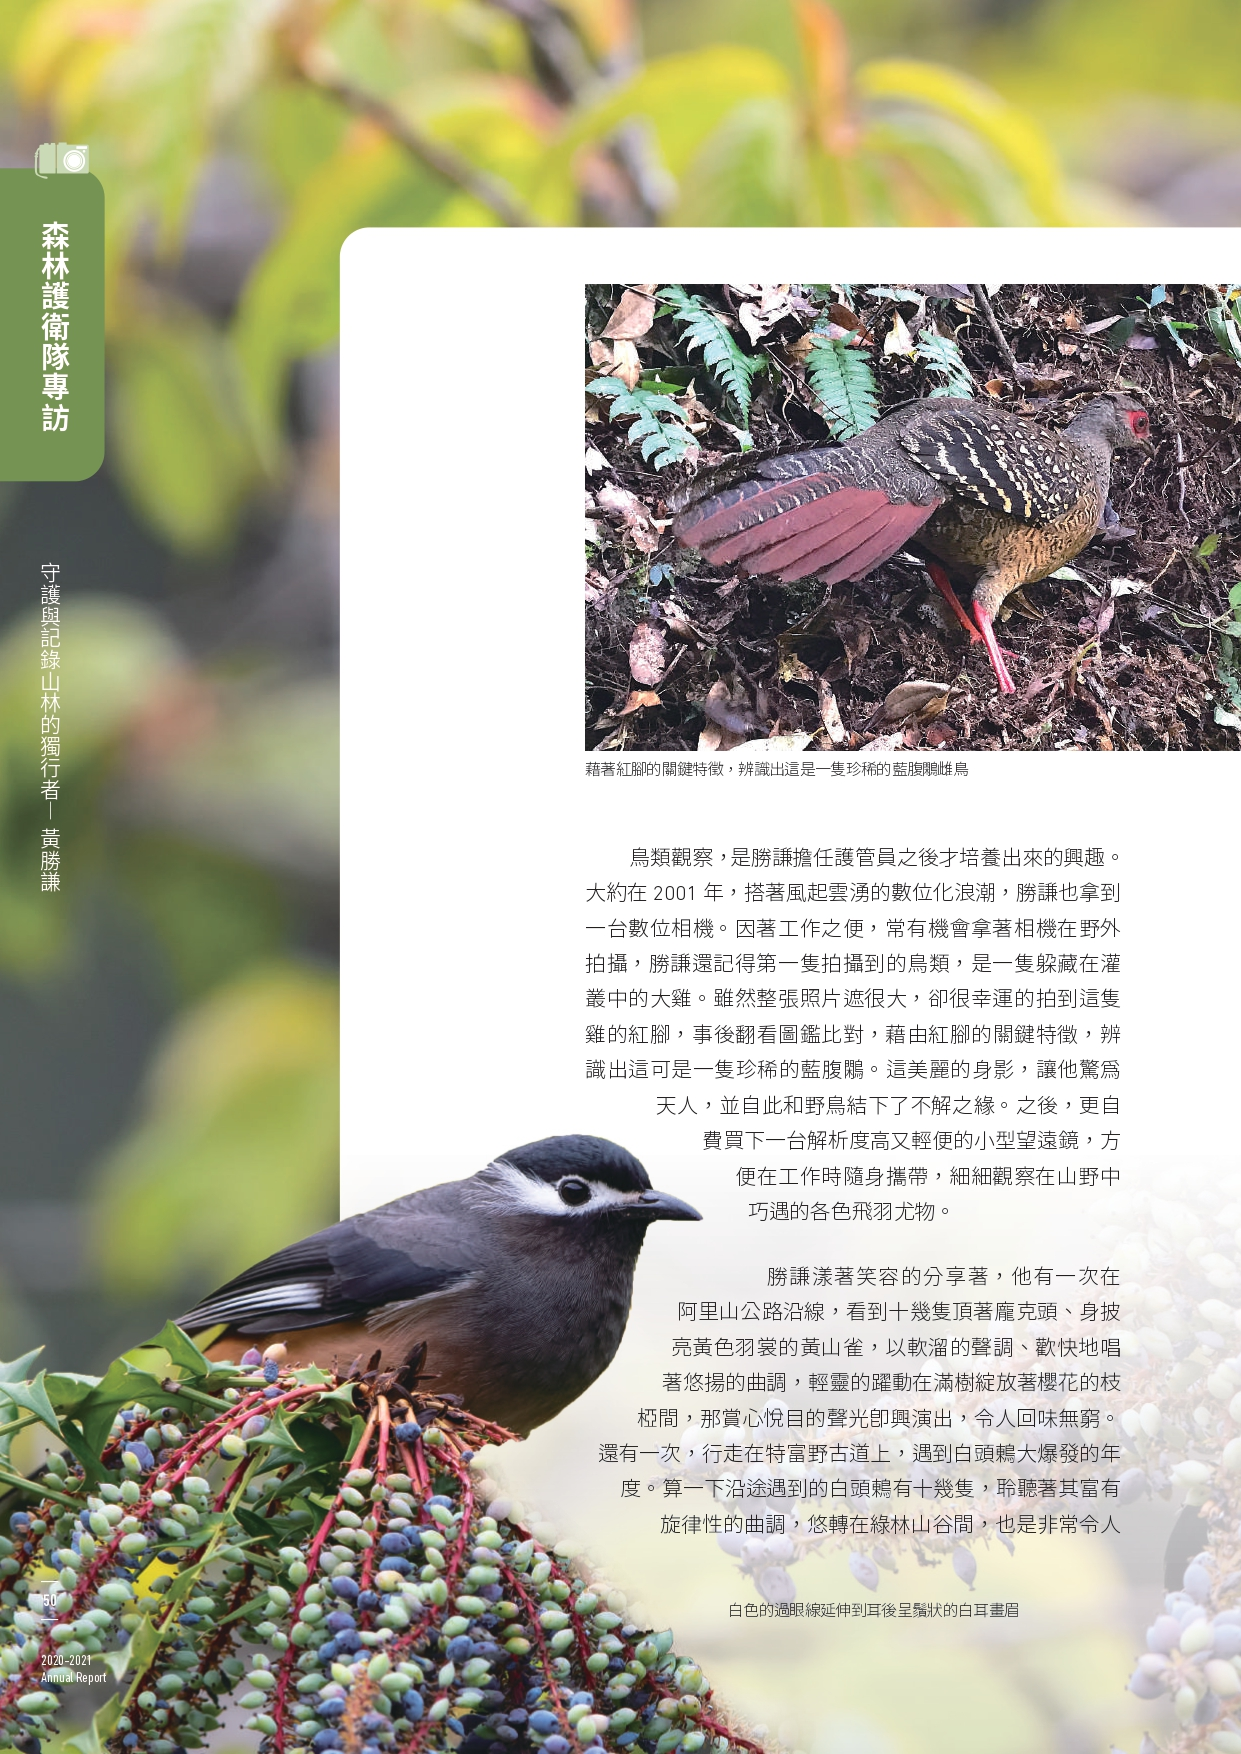 森林護衛隊專訪
守護與記錄山林的獨行者— 黃勝謙
藉著紅腳的關鍵特徵，辨識出這是一隻珍稀的藍腹鷴雌鳥
鳥類觀察，是勝謙擔任護管員之後才培養出來的興趣。
大約在 2001 年，搭著風起雲湧的數位化浪潮，勝謙也拿到
一台數位相機。因著工作之便，常有機會拿著相機在野外
拍攝，勝謙還記得第一隻拍攝到的鳥類，是一隻躲藏在灌
叢中的大雞。雖然整張照片遮很大，卻很幸運的拍到這隻
雞的紅腳，事後翻看圖鑑比對，藉由紅腳的關鍵特徵，辨
識出這可是一隻珍稀的藍腹鷴。這美麗的身影，讓他驚為
天人，並自此和野鳥結下了不解之緣。之後，更自
費買下一台解析度高又輕便的小型望遠鏡，方
便在工作時隨身攜帶，細細觀察在山野中
巧遇的各色飛羽尤物。
勝謙漾著笑容的分享著，他有一次在
阿里山公路沿線，看到十幾隻頂著龐克頭、身披
亮黃色羽裳的黃山雀，以軟溜的聲調、歡快地唱
著悠揚的曲調，輕靈的躍動在滿樹綻放著櫻花的枝
椏間，那賞心悅目的聲光即興演出，令人回味無窮。
還有一次，行走在特富野古道上，遇到白頭鶇大爆發的年
度。算一下沿途遇到的白頭鶇有十幾隻，聆聽著其富有
旋律性的曲調，悠轉在綠林山谷間，也是非常令人
白色的過眼線延伸到耳後呈鬚狀的白耳畫眉
50
2020-2021
Annual Report